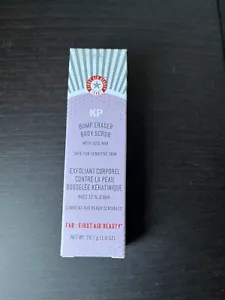 KP
BUMP ERASER
BODY SCRUB
WITH 10% AHA
SAFE FOR SENSITIVE SKIN
EXFOLIANT CORPOREL
CONTRE LA PEAU
BOSSELÉE KÉRATINIQUE
AVEC 10 % D'AHA
CONVIENT AUX PEAUX SENSIBLES
FAB FIRST AID BEAUTY